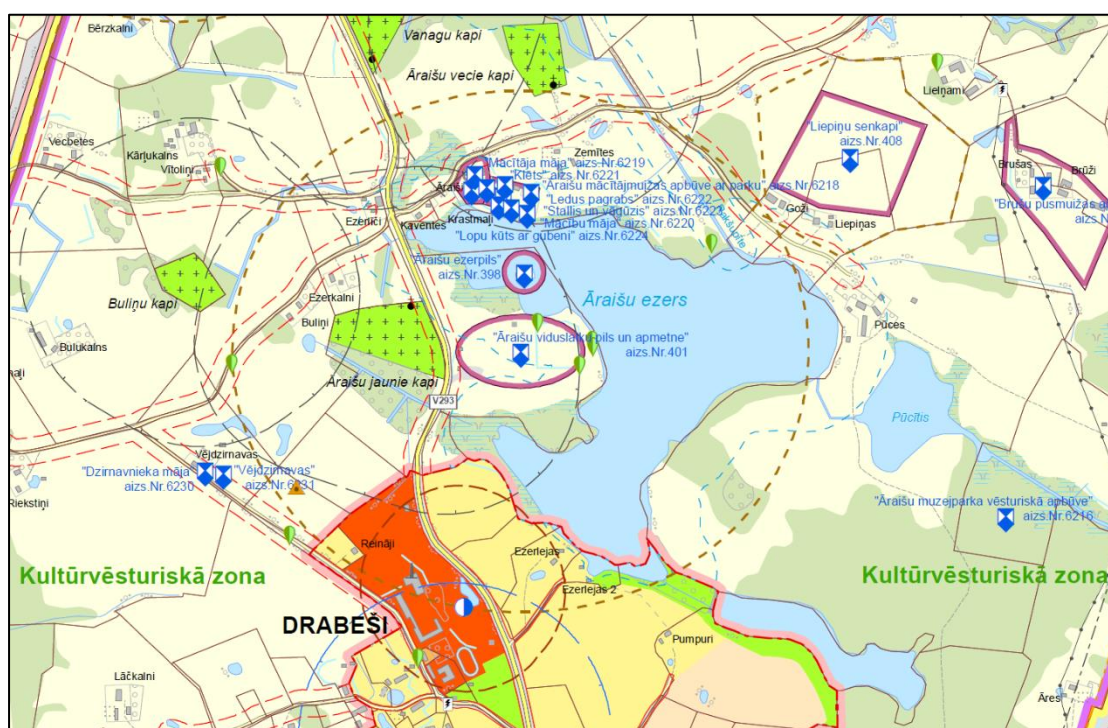 Bērzkalni
Vanagu kapi
Āraišu vecie kapi
Lielņami
Vecbetes
Kārļukalns
Vītoliņi
Zemītes
"Liepiņu senkapi"
aizs.Nr.408
Brušas
Brūži
"Brušu pusmuižas a
aizs.N
"Mācītāja māja" aizs.Nr.6219
"Klēts" aizs.Nr.6221
"Āraišu mācītājmuižas apbūve ar parku" aizs.Nr.6218
"Ledus pagrabs" aizs.Nr.6222
"Stallis un vāgūzis" aizs.Nr.6223
"Mācību māja" aizs.Nr.6220
"Lopu kūts ar gubeni" aizs.Nr.6224
Āraiši
Krastmaļi
Ezerlīči
Kaventes
Goži
Liepiņas
"Āraišu ezerpils"
aizs.Nr.398
Āraišu ezers
Buliņu kapi
Ezerkalni
Buliņi
Bulukalns
Pūces
"Āraišu viduslaiku pils un apmetne"
aizs.Nr.401
Āraišu jaunie kapi
V293
Pūcītis
Vējdzirnavas
"Dzirnavnieka māja"
aizs.Nr.6230
"Vējdzirnavas"
aizs.Nr.6231
Riekstiņi
"Āraišu muzejparka vēsturiskā apbūve"
aizs.Nr.6216
Reināji
Ezerlejas
Kultūrvēsturiskā zona
Kultūrvēsturiskā zona
Ezerlejas 2
DRABEŠI
Pumpuri
Lāčkalni
Āres